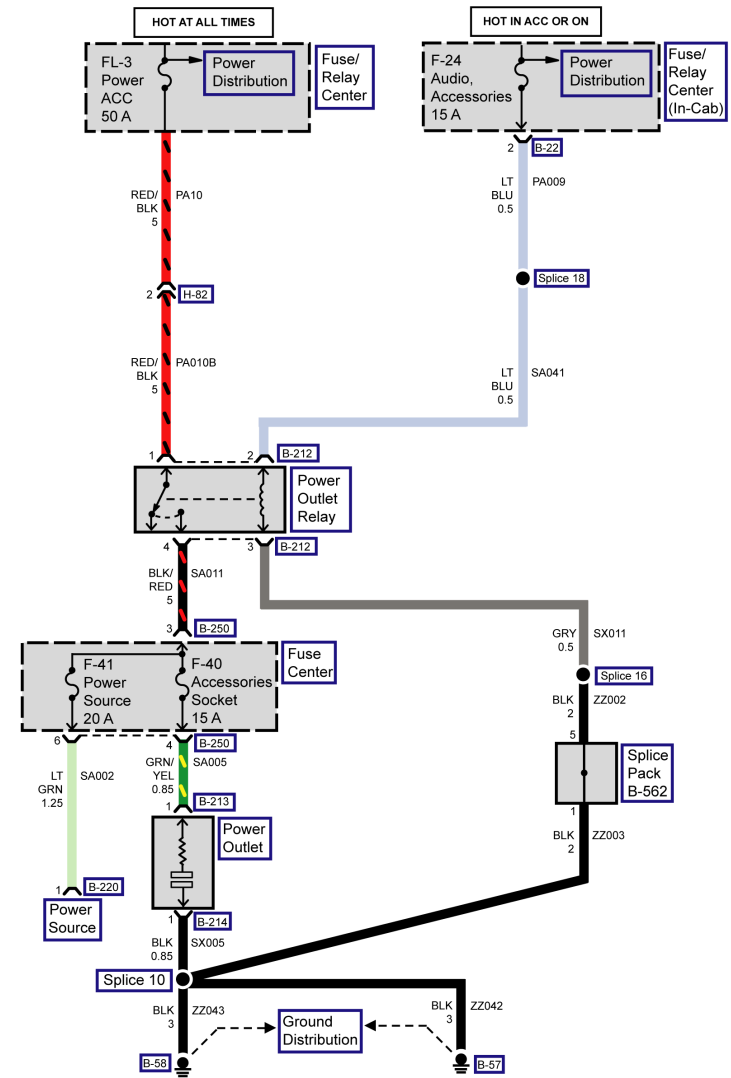 HOT AT ALL TIMES
HOT IN ACC OR ON
FL-3
Power
ACC
50 A
Power
Distribution
Fuse/
Relay
Center
F-24
Audio,
Accessories
15 A
Power
Distribution
Fuse/
Relay
Center
(In-Cab)
2
B-22
RED/
BLK
5
PA10
LT
BLU
0.5
PA009
2
H-82
Splice 18
RED/
BLK
5
PA010B
LT
BLU
0.5
SA041
1
2
B-212
Power
Outlet
Relay
4
3
B-212
BLK/
RED
5
SA011
3
B-250
GRY
0.5
SX011
F-41
Power
Source
20 A
F-40
Accessories
Socket
15 A
Fuse
Center
Splice 16
BLK
2
ZZ002
6
4
B-250
5
LT
GRN
1.25
SA002
GRN/
YEL
0.85
SA005
Splice
Pack
B-562
1
B-213
1
Power
Outlet
BLK
2
ZZ003
1
B-220
Power
Source
1
B-214
BLK
0.85
SX005
Splice 10
BLK
3
ZZ043
Ground
Distribution
BLK
3
ZZ042
B-58
B-57